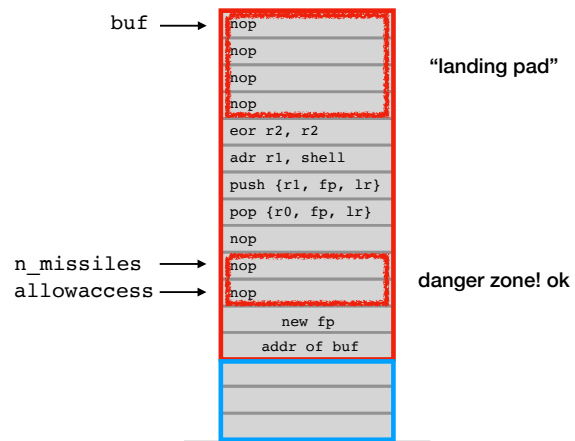 buf
nop
nop
“landing pad”
nop
nop
eor r2, r2
adr r1, shell
push {r1, fp, lr}
pop {r0, fp, lr}
nop
n_missiles
nop
danger zone! ok
allowaccess
nop
new fp
addr of buf